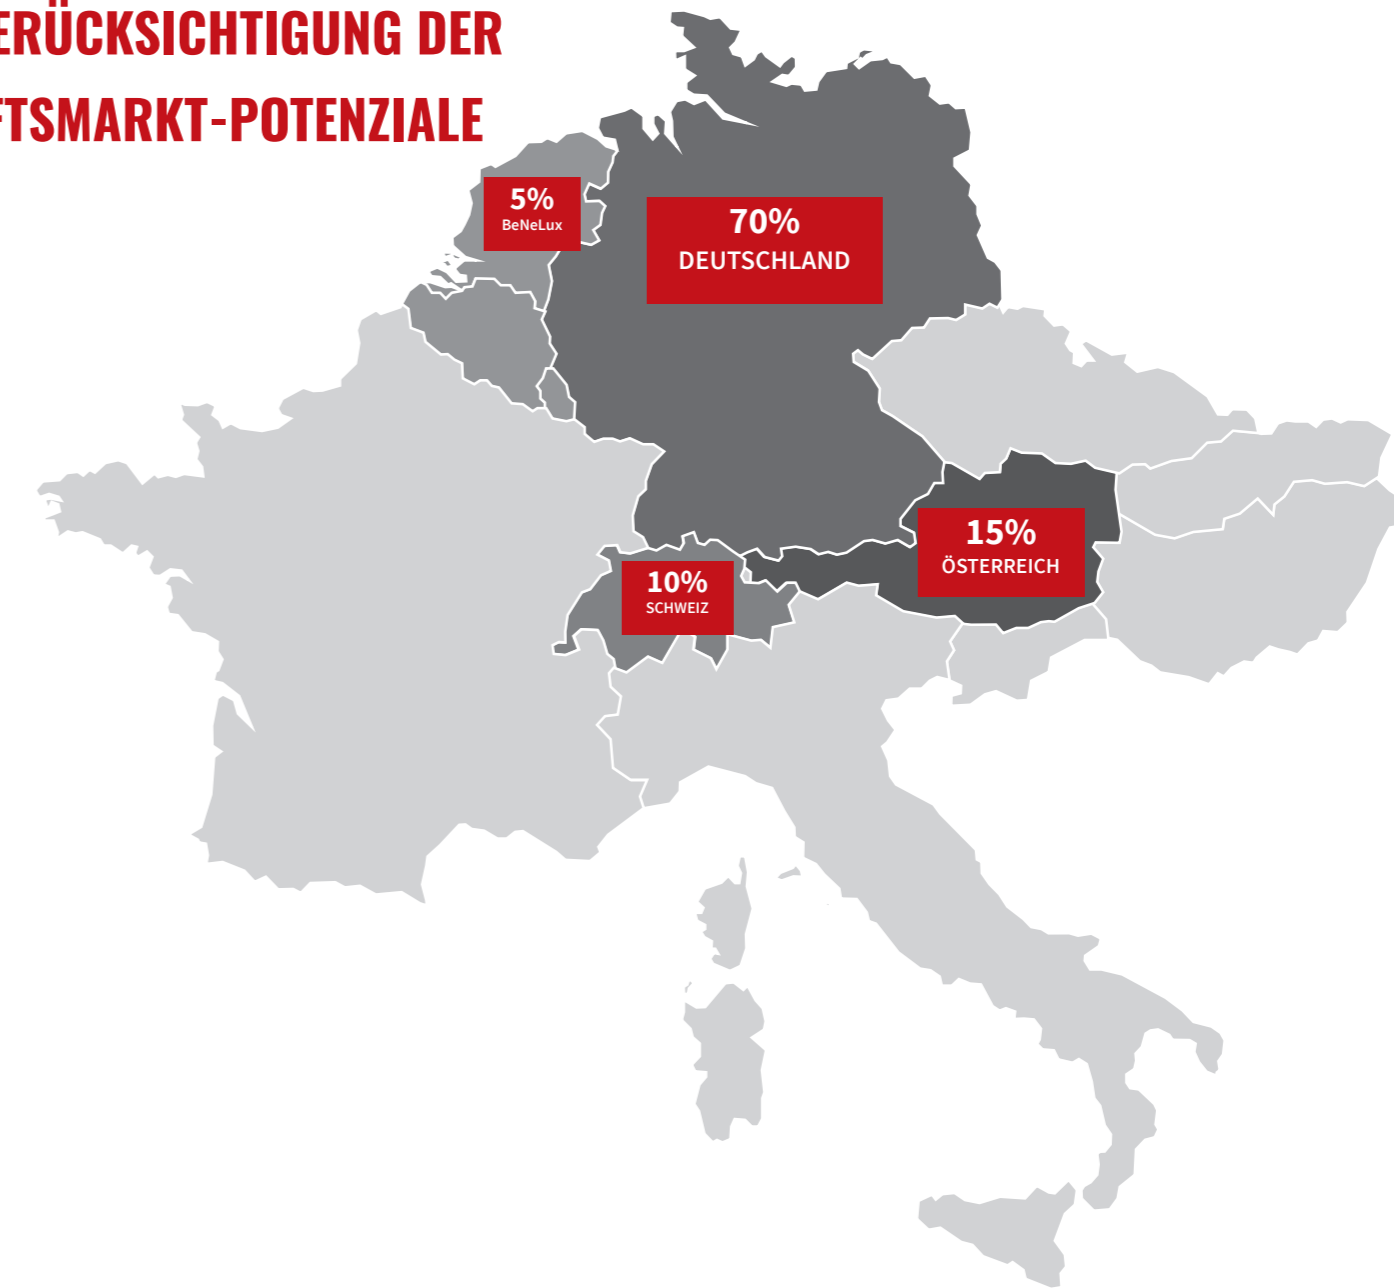 ERÜCKSICHTIGUNG DER
FTSMARKT-POTENZIALE
5%
BeNeLux
70%
DEUTSCHLAND
15%
ÖSTERREICH
10%
SCHWEIZ